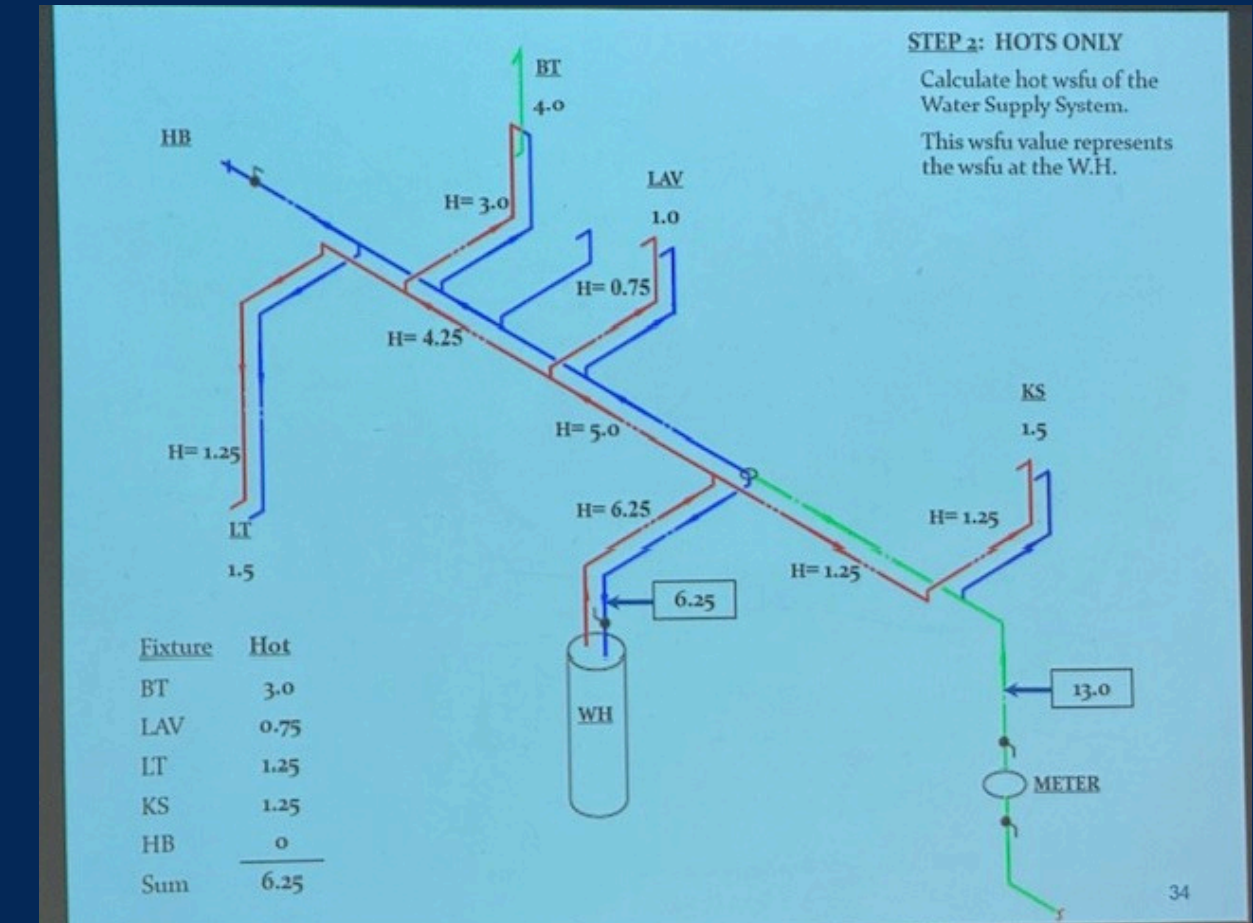 STEP 2: HOTS ONLY
Calculate hot wsfu of the
Water Supply System.
This wsfu value represents
the wsfu at the W.H.
BT
4.0
HB
H= 3.0
LAV
1.0
H= 0.75
H= 4.25
KS
1.5
H= 5.0
H= 1.25
LT
1.5
H= 6.25
H= 1.25
H= 1.25
6.25
WH
13.0
METER
Fixture Hot
BT 3.0
LAV 0.75
LT 1.25
KS 1.25
HB 0
Sum 6.25
34